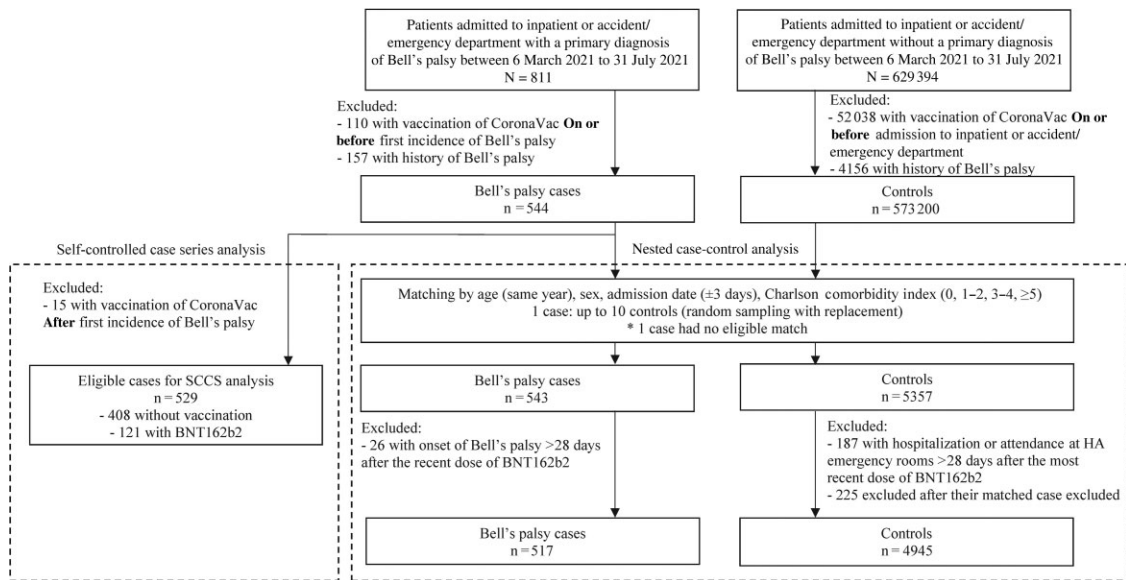 Patients admitted to inpatient or accident/
emergency department with a primary diagnosis
of Bell's palsy between 6 March 2021 to 31 July 2021
N = 811
Patients admitted to inpatient or accident/
emergency department without a primary diagnosis
of Bell's palsy between 6 March 2021 to 31 July 2021
N = 629 394
Excluded:
- 110 with vaccination of CoronaVac On or
before first incidence of Bell's palsy
- 157 with history of Bell's palsy
Excluded:
- 52 038 with vaccination of CoronaVac On or
before admission to inpatient or accident/
emergency department
- 4156 with history of Bell's palsy
Bell's palsy cases
n = 544
Controls
n = 573 200
Self-controlled case series analysis
Nested case-control analysis
Excluded:
- 15 with vaccination of CoronaVac
After first incidence of Bell's palsy
Eligible cases for SCCS analysis
n = 529
- 408 without vaccination
- 121 with BNT162b2
Matching by age (same year), sex, admission date (±3 days), Charlson comorbidity index (0, 1–2, 3–4, ≥5)
1 case: up to 10 controls (random sampling with replacement)
* 1 case had no eligible match
Bell's palsy cases
n = 543
Controls
n = 5357
Excluded:
- 26 with onset of Bell's palsy >28 days
after the recent dose of BNT162b2
Excluded:
- 187 with hospitalization or attendance at HA
emergency rooms >28 days after the most
recent dose of BNT162b2
- 225 excluded after their matched case excluded
Bell's palsy cases
n = 517
Controls
n = 4945